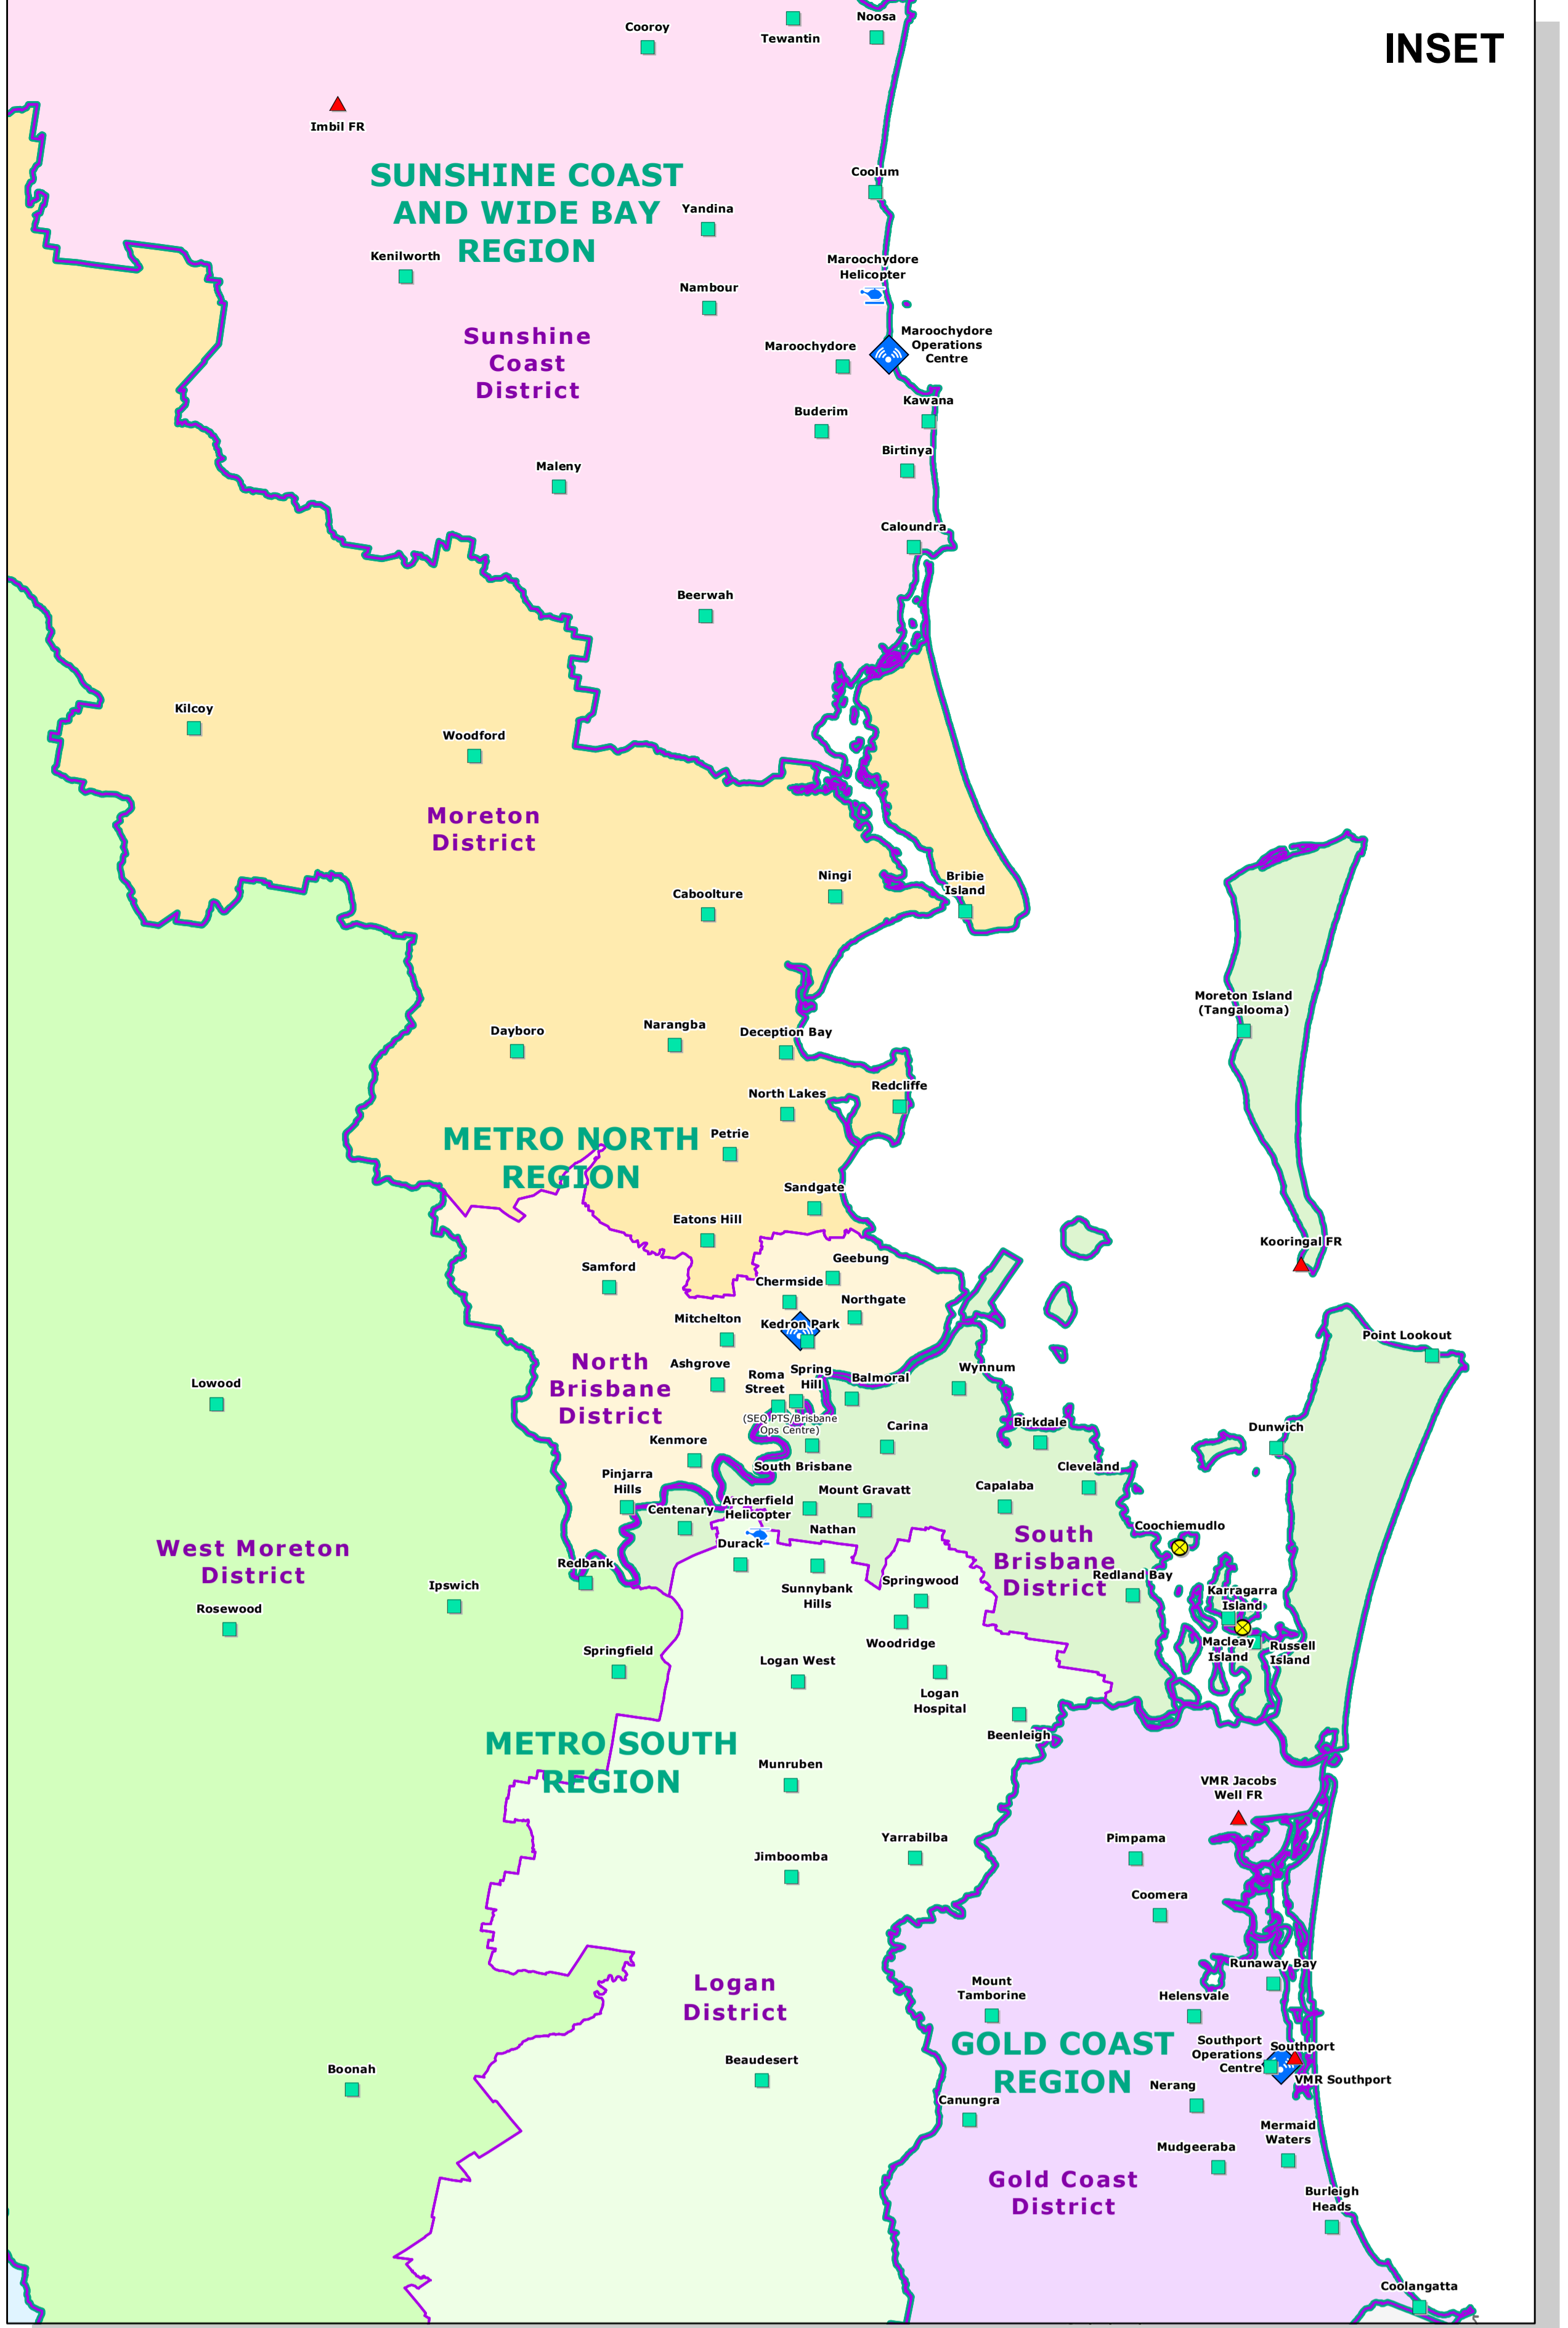 INSET
Cooroy
Tewantin
Noosa
Imbil FR
SUNSHINE COAST
AND WIDE BAY
REGION
Coolum
Yandina
Kenilworth
Maroochydore
Helicopter
Nambour
Sunshine
Coast
District
Maroochydore
Maroochydore
Operations
Centre
Kawana
Buderim
Birtinya
Maleny
Caloundra
Beerwah
Kilcoy
Woodford
Moreton
District
Caboolture
Ningi
Bribie
Island
Moreton Island
(Tangalooma)
Dayboro
Narangba
Deception Bay
Redcliffe
North Lakes
METRO NORTH
REGION
Petrie
Sandgate
Eatons Hill
Kooringal FR
Geebung
Samford
Chermside
Northgate
Mitchelton
Kedron Park
Point Lookout
North
Brisbane
District
Ashgrove
Roma
Street
Spring
Hill
Balmoral
Wynnum
Lowood
(SEQ PTS/Brisbane
Ops Centre)
Carina
Birkdale
Dunwich
Kenmore
South Brisbane
Cleveland
Pinjarra
Hills
Centenary
Archerfield
Helicopter
Mount Gravatt
Capalaba
Nathan
Coochiemudlo
West Moreton
District
Durack
South
Brisbane
District
Redbank
Sunnybank
Hills
Springwood
Redland Bay
Karragarra
Island
Ipswich
Rosewood
Woodridge
Macleay
Island
Russell
Island
Springfield
Logan West
Logan
Hospital
Beenleigh
METRO SOUTH
REGION
Munruben
VMR Jacobs
Well FR
Yarrabilba
Pimpama
Jimboomba
Coomera
Runaway Bay
Logan
District
Mount
Tamborine
Helensvale
GOLD COAST
REGION
Southport
Operations
Centre
Southport
VMR Southport
Boonah
Beaudesert
Nerang
Canungra
Mermaid
Waters
Mudgeeraba
Gold Coast
District
Burleigh
Heads
Coolangatta